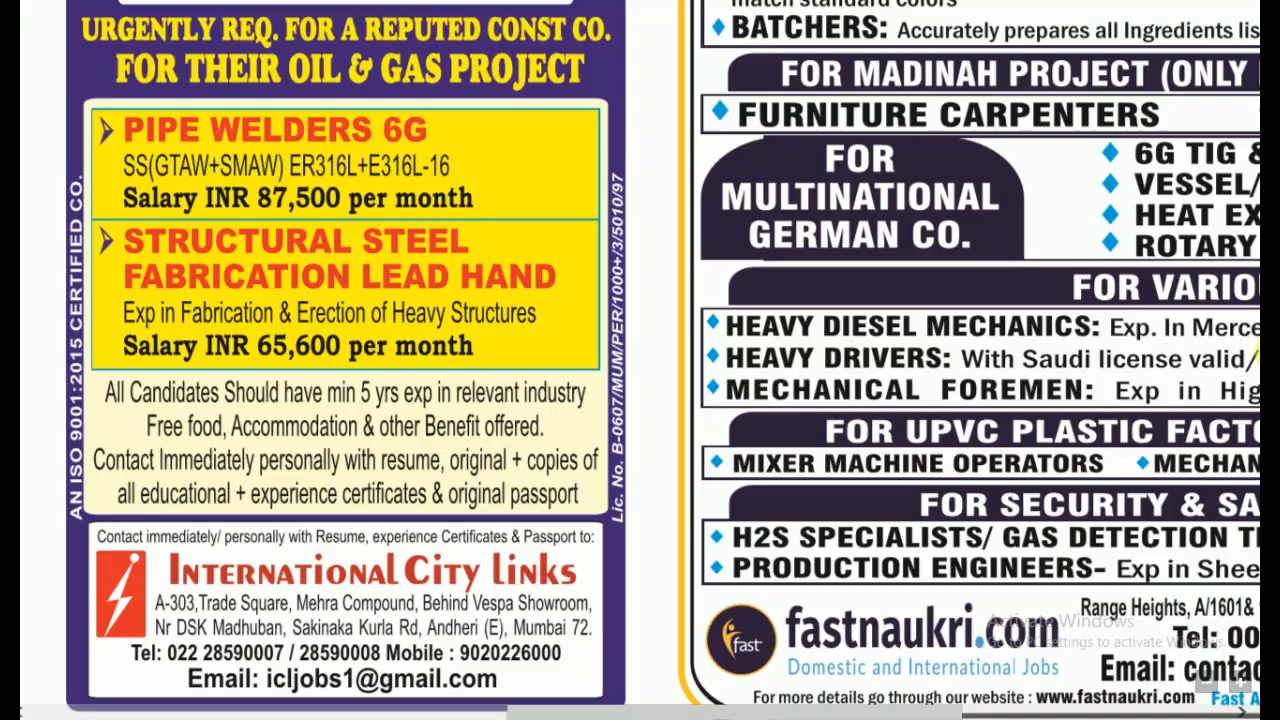 URGENTLY REQ. FOR A REPUTED CONST CO.
FOR THEIR OIL & GAS PROJECT
PIPE WELDERS 6G
SS(GTAW+SMAW) ER316L+E316L-16
Salary INR 87,500 per month
STRUCTURAL STEEL
FABRICATION LEAD HAND
Exp in Fabrication & Erection of Heavy Structures
Salary INR 65,600 per month
All Candidates Should have min 5 yrs exp in relevant industry
Free food, Accommodation & other Benefit offered.
Contact Immediately personally with resume, original + copies of
all educational + experience certificates & original passport
AN ISO 9001:2015 CERTIFIED CO.
Lic. No. B-0607/MUM/PER/1000+/3/5010/97
Contact immediately/ personally with Resume, experience Certificates & Passport to:
INTERNATIONAL CITY LINKS
A-303,Trade Square, Mehra Compound, Behind Vespa Showroom,
Nr DSK Madhuban, Sakinaka Kurla Rd, Andheri (E), Mumbai 72.
Tel: 022 28590007 / 28590008 Mobile : 9020226000
Email: icljobs1@gmail.com
match standard colors
BATCHERS: Accurately prepares all Ingredients lis
FOR MADINAH PROJECT (ONLY
FURNITURE CARPENTERS
FOR
MULTINATIONAL
GERMAN CO.
6G TIG &
VESSEL/
HEAT EX
ROTARY
FOR VARIO
HEAVY DIESEL MECHANICS: Exp. In Merce
HEAVY DRIVERS: With Saudi license valid/
MECHANICAL FOREMEN: Exp in Hig
FOR UPVC PLASTIC FACTO
MIXER MACHINE OPERATORS MECHAN
FOR SECURITY & SA
H2S SPECIALISTS/ GAS DETECTION T
PRODUCTION ENGINEERS- Exp in Shee
fast
fastnaukri.com
Domestic and International Jobs
Range Heights, A/1601&
Tel: 00
Email: contac
For more details go through our website : www.fastnaukri.com Fast A
Activate Windows
Go to PC settings to activate Windows.